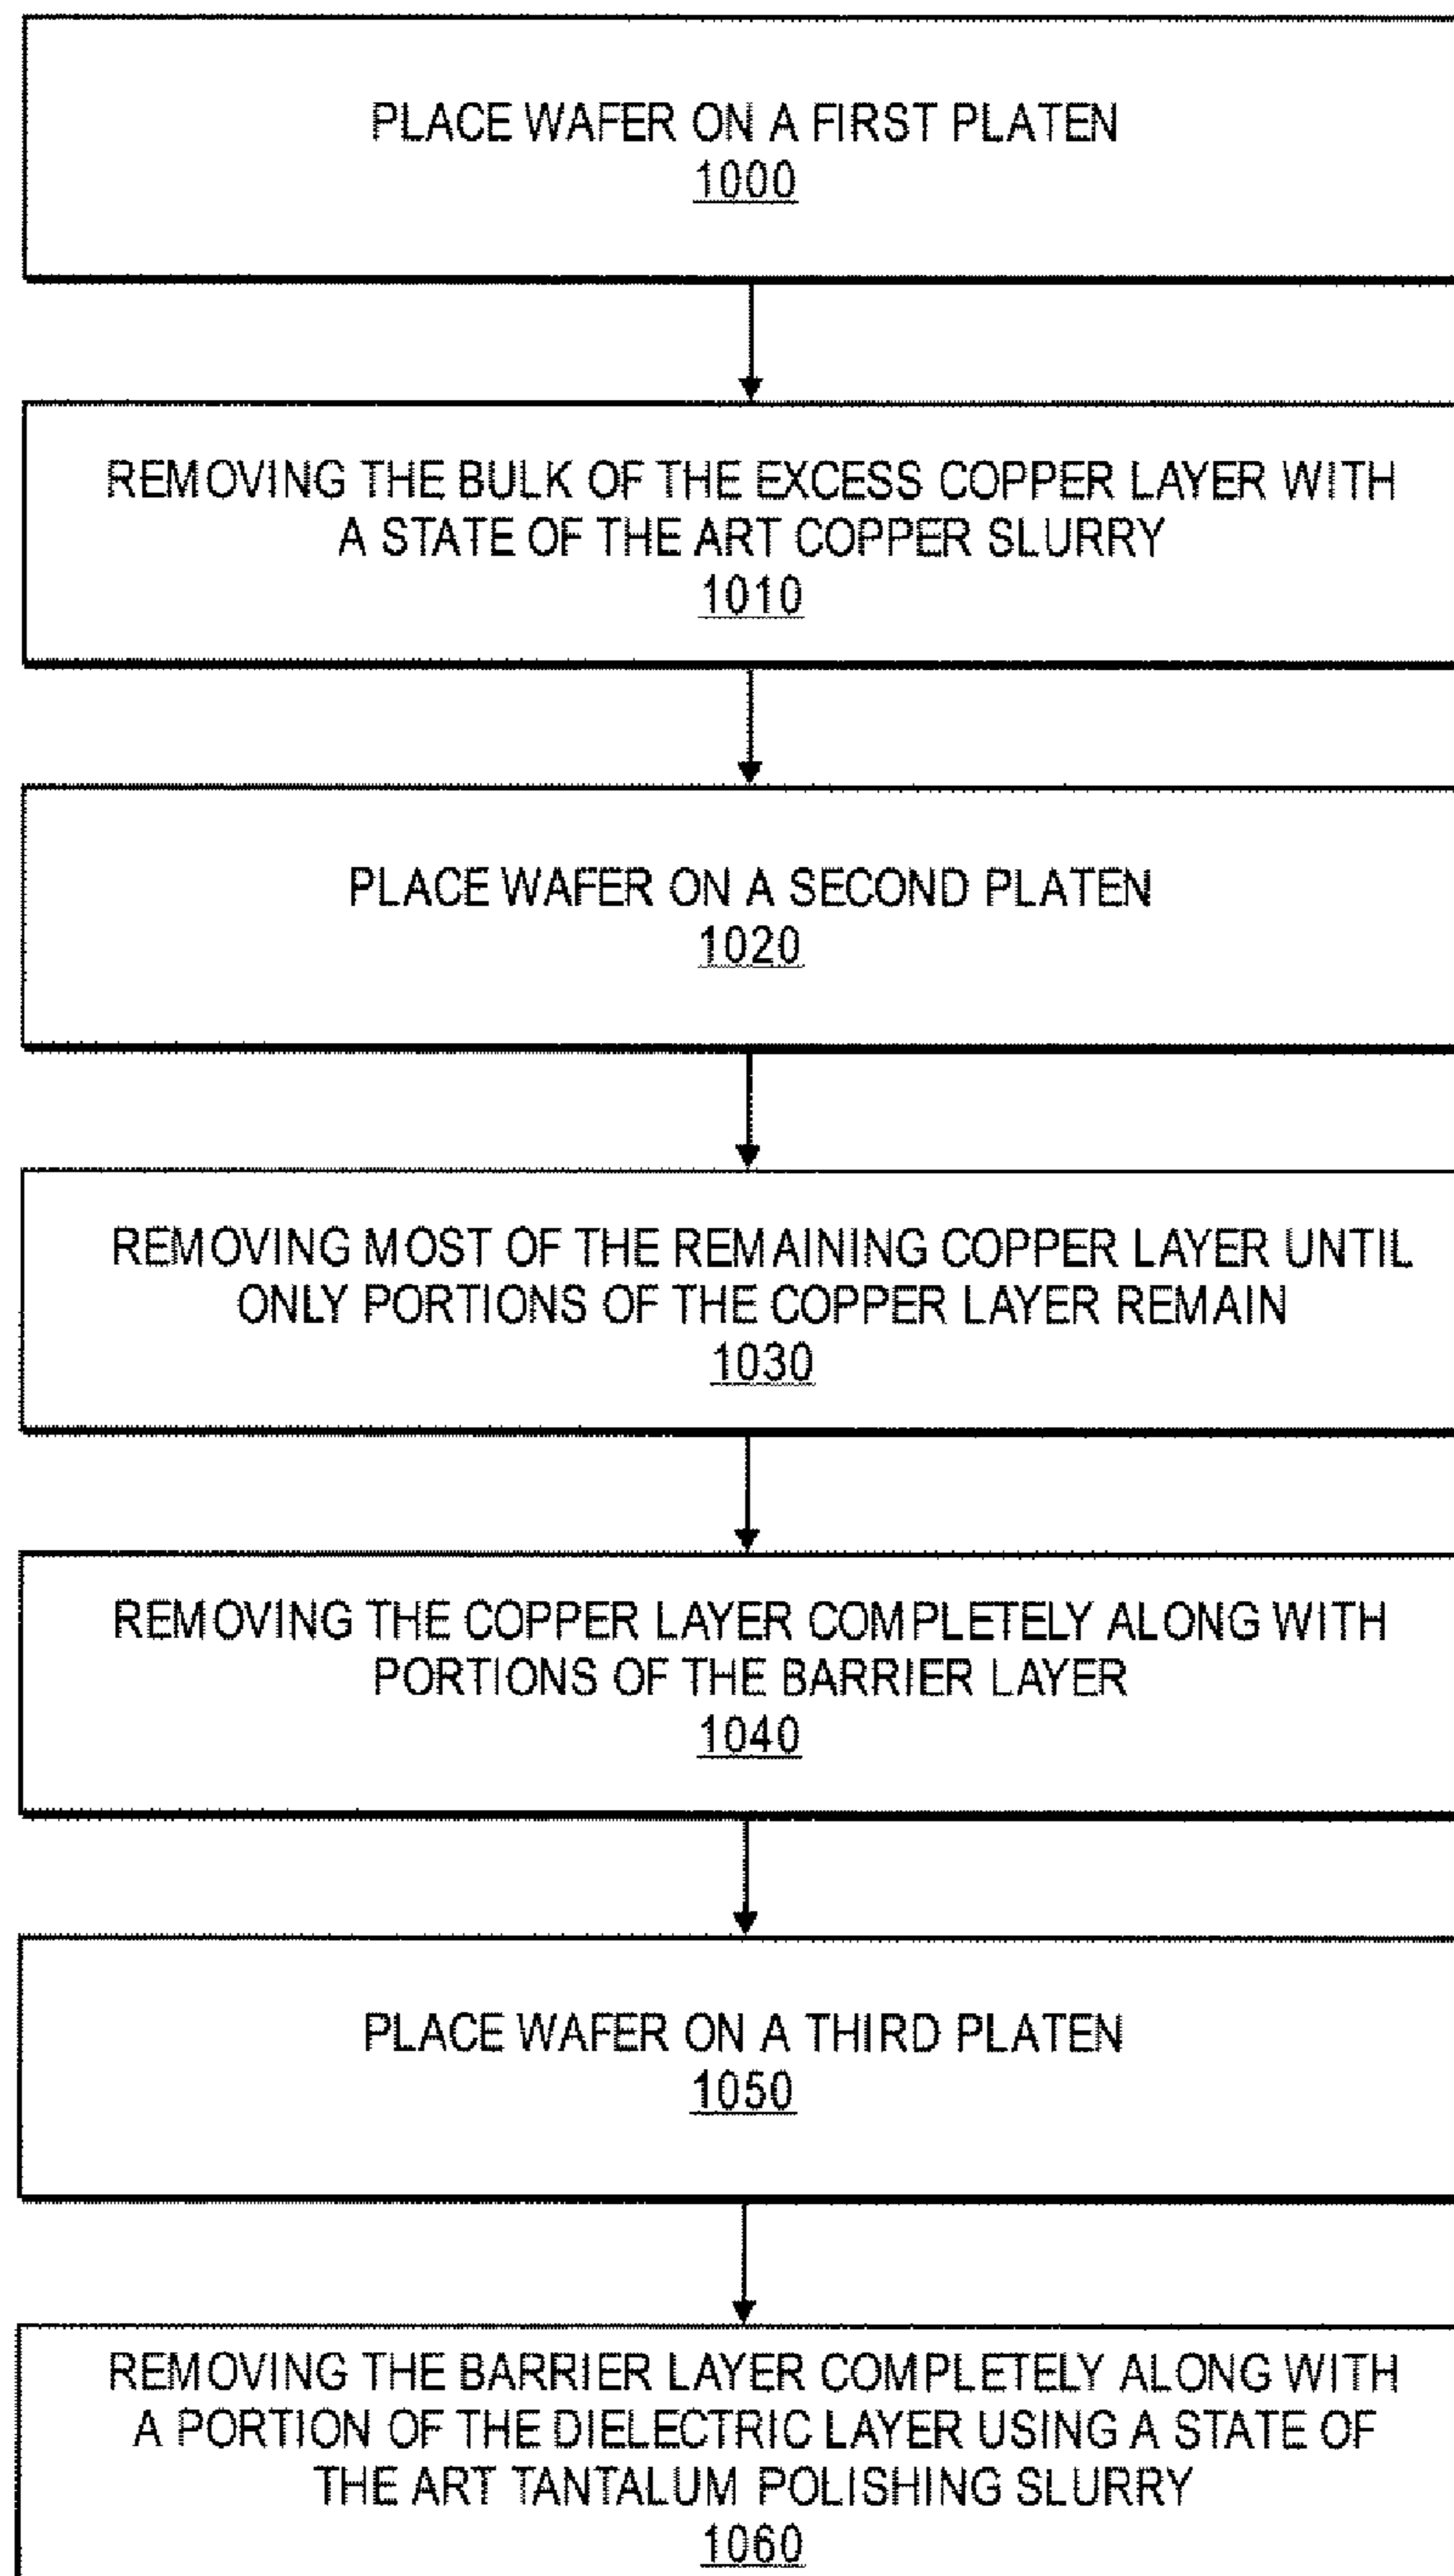 PLACE WAFER ON A FIRST PLATEN
1000
REMOVING THE BULK OF THE EXCESS COPPER LAYER WITH
A STATE OF THE ART COPPER SLURRY
1010
PLACE WAFER ON A SECOND PLATEN
1020
REMOVING MOST OF THE REMAINING COPPER LAYER UNTIL
ONLY PORTIONS OF THE COPPER LAYER REMAIN
1030
REMOVING THE COPPER LAYER COMPLETELY ALONG WITH
PORTIONS OF THE BARRIER LAYER
1040
PLACE WAFER ON A THIRD PLATEN
1050
REMOVING THE BARRIER LAYER COMPLETELY ALONG WITH
A PORTION OF THE DIELECTRIC LAYER USING A STATE OF
THE ART TANTALUM POLISHING SLURRY
1060